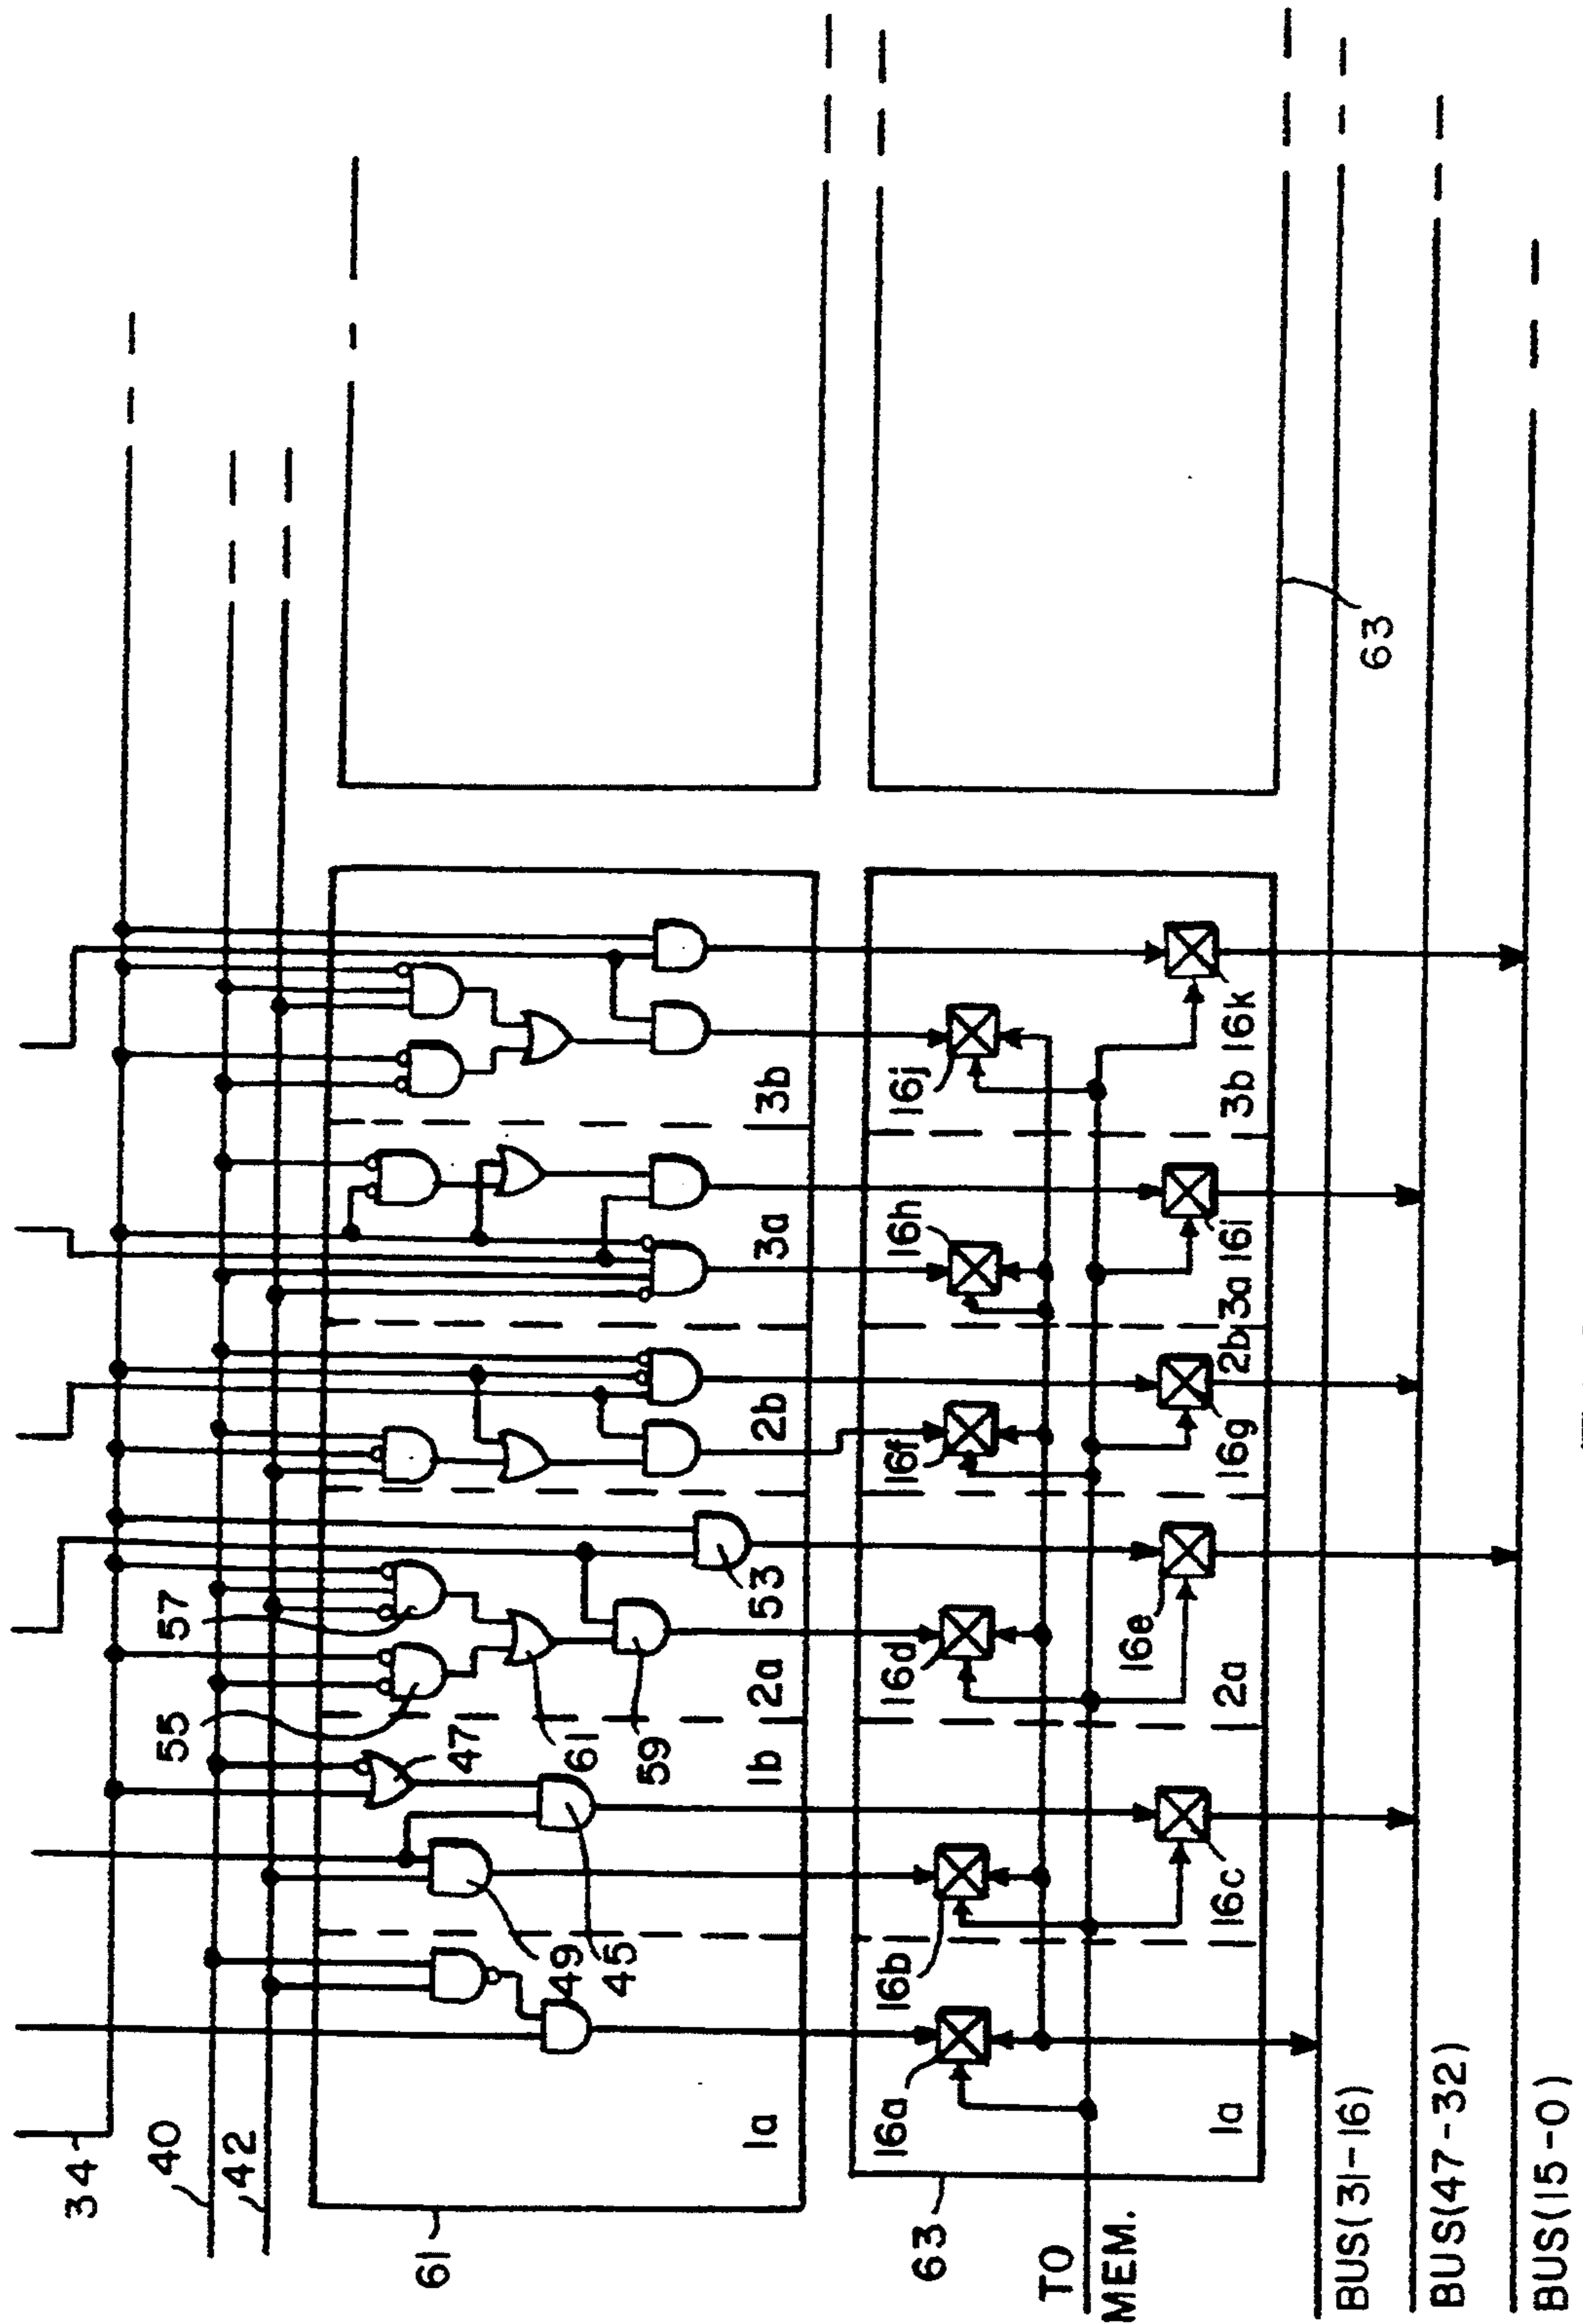 34
40
42
61
1a
1b
2a
2b
3a
3b
49
45
47
55
57
61
59
53
63
TO
MEM.
1a
16a
16b
16c
16d
16e
2a
16f
16g
2b
3a
16h
16i
16j
3b
16k
63
BUS(31-16)
BUS(47-32)
BUS(15-0)